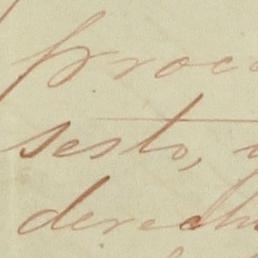 proc
sesto,
derech